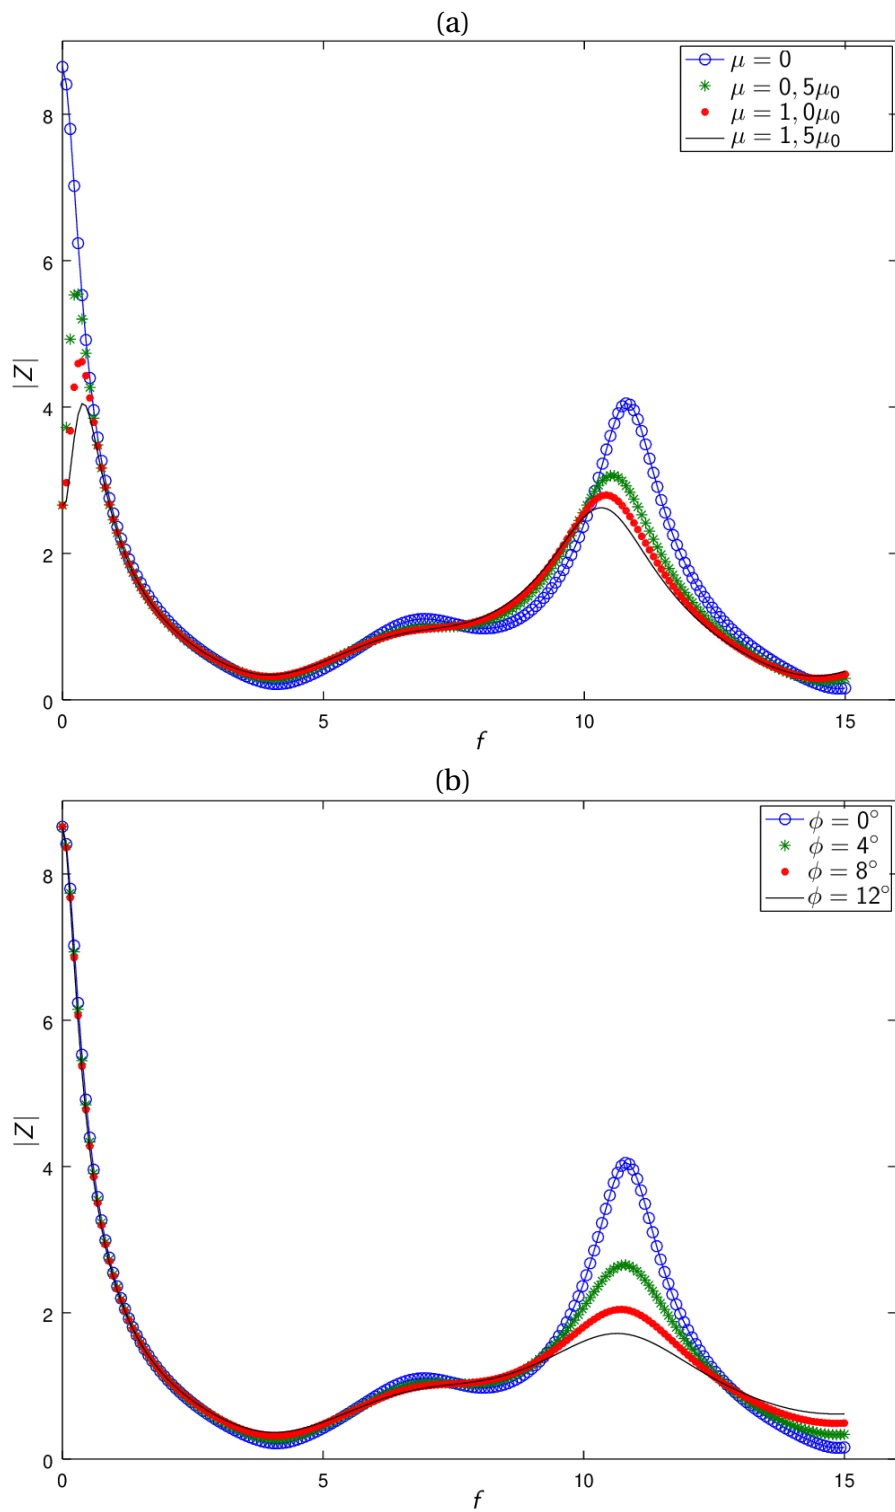 (a)
μ = 0
μ = 0,5μ₀
μ = 1,0μ₀
μ = 1,5μ₀
8
6
4
2
0
|Z|
0 5 10 15
f
(b)
ϕ = 0°
ϕ = 4°
ϕ = 8°
ϕ = 12°
8
6
4
2
0
|Z|
0 5 10 15
f